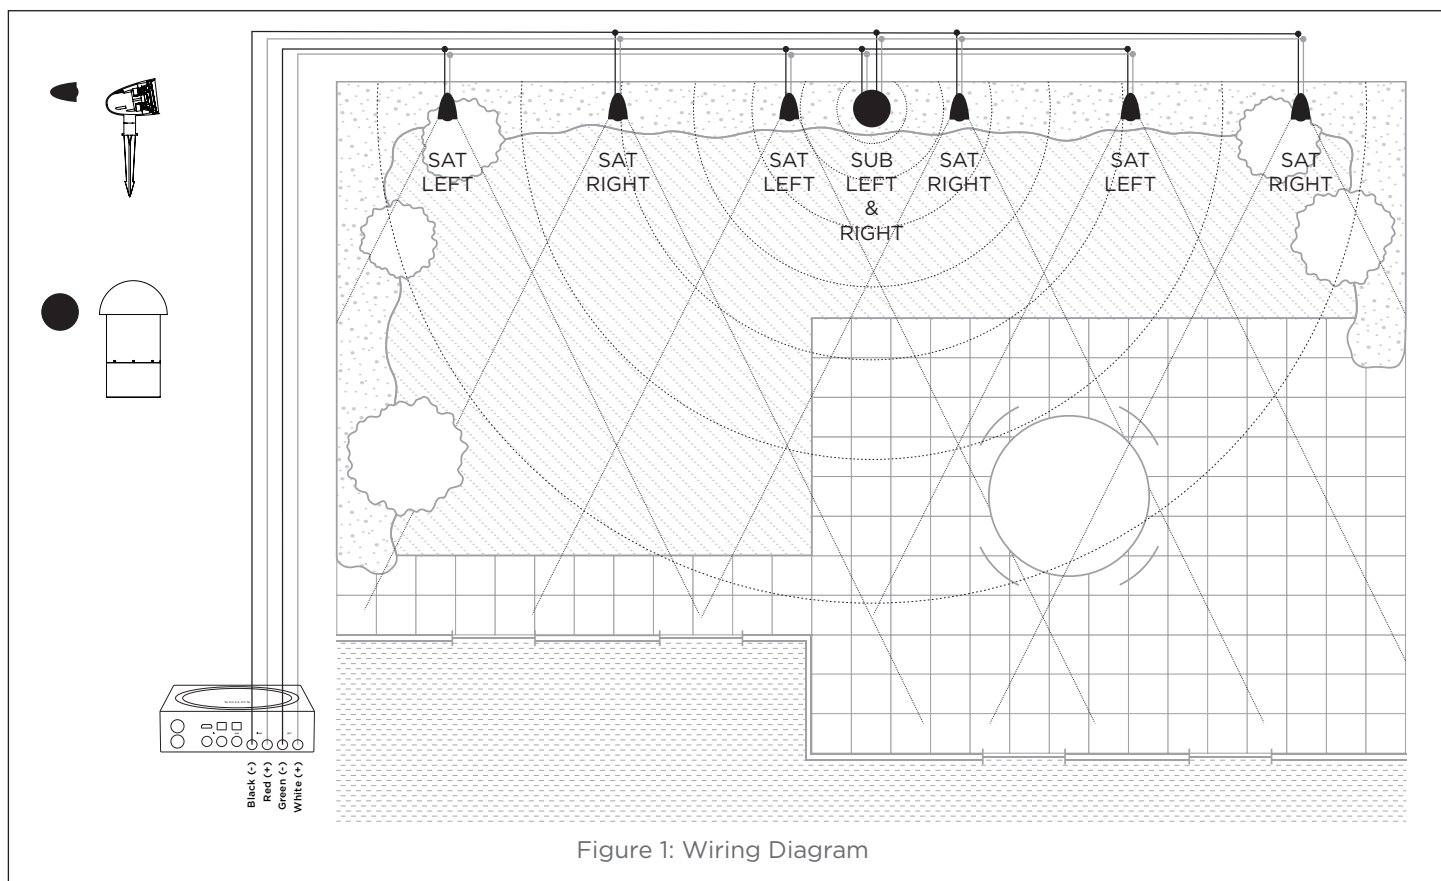 SAT
LEFT
SAT
RIGHT
SAT
LEFT
SUB
LEFT
&
RIGHT
SAT
RIGHT
SAT
LEFT
SAT
RIGHT
Black (-)
Red (+)
Green (-)
White (+)
Figure 1: Wiring Diagram